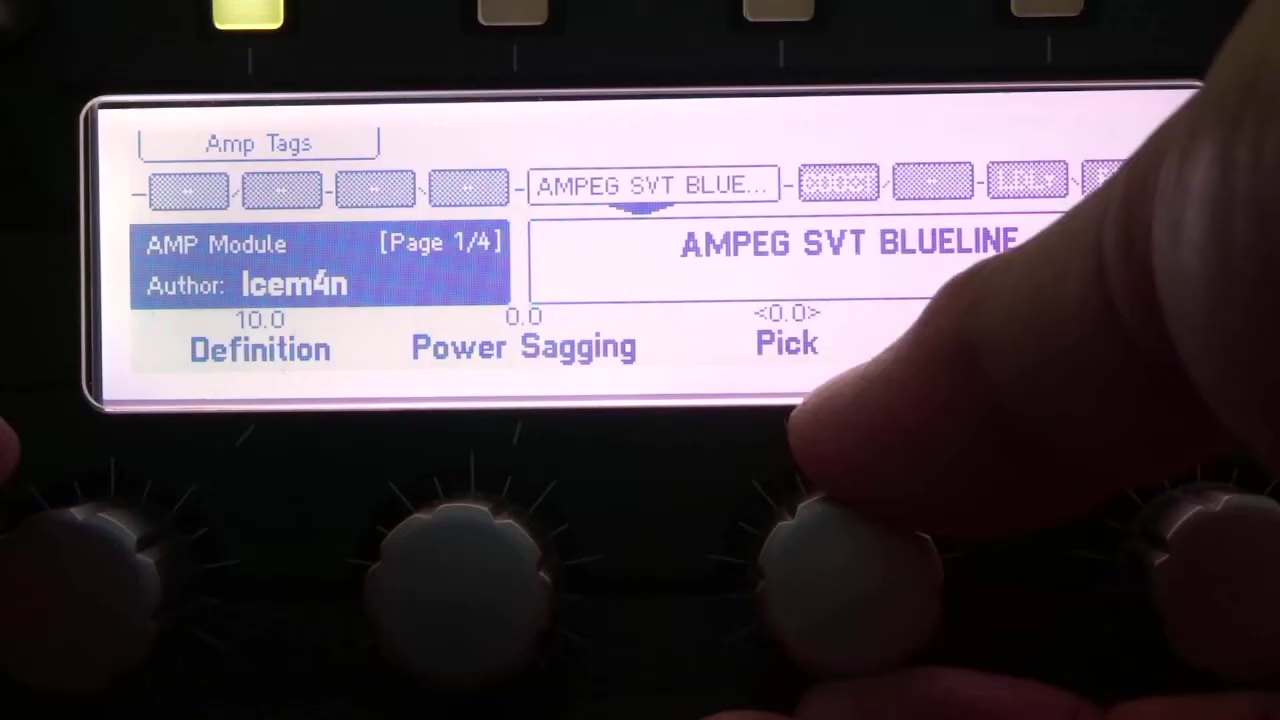 Amp Tags
AMPEG SVT BLUE...
AMP Module [Page 1/4]
AMPEG SVT BLUELINE
Author: Icem4n
10.0 0.0 <0.0>
Definition Power Sagging Pick